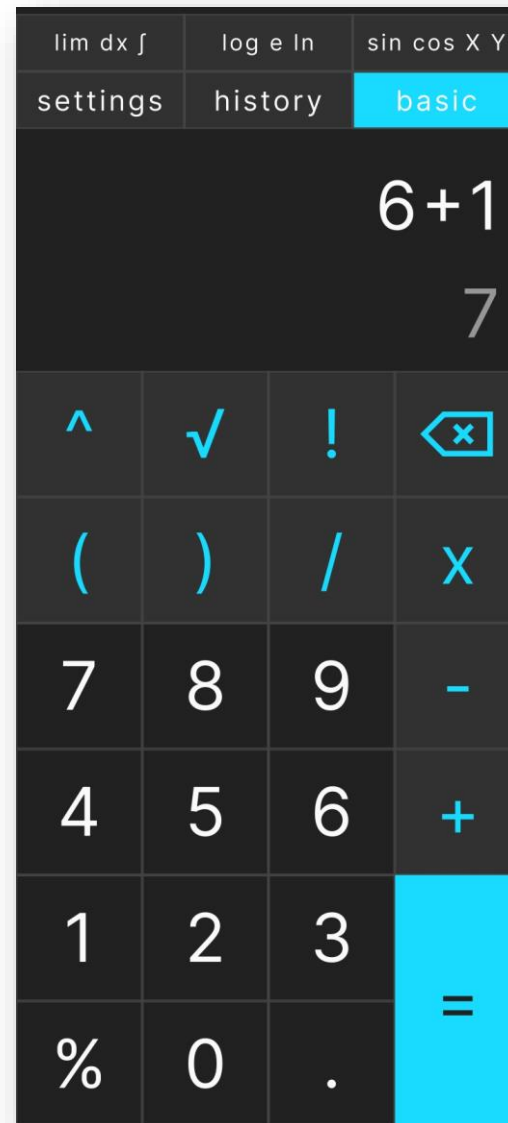 lim dx ∫ log e ln sin cos X Y
settings history basic
6+1
7
^ √ !
( ) / x
7 8 9 -
4 5 6 +
1 2 3
=
% 0 .